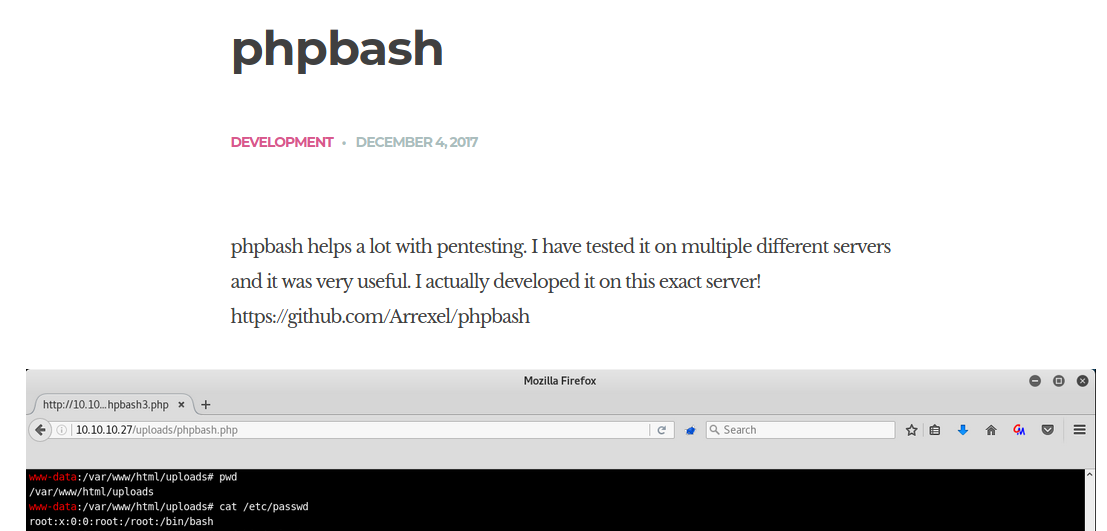 phpbash
DEVELOPMENT • DECEMBER 4, 2017
phpbash helps a lot with pentesting. I have tested it on multiple different servers
and it was very useful. I actually developed it on this exact server!
https://github.com/Arrexel/phpbash
Mozilla Firefox
http://10.10...hpbash3.php × +
10.10.10.27/uploads/phpbash.php Search
www-data:/var/www/html/uploads# pwd
/var/www/html/uploads
www-data:/var/www/html/uploads# cat /etc/passwd
root:x:0:0:root:/root:/bin/bash